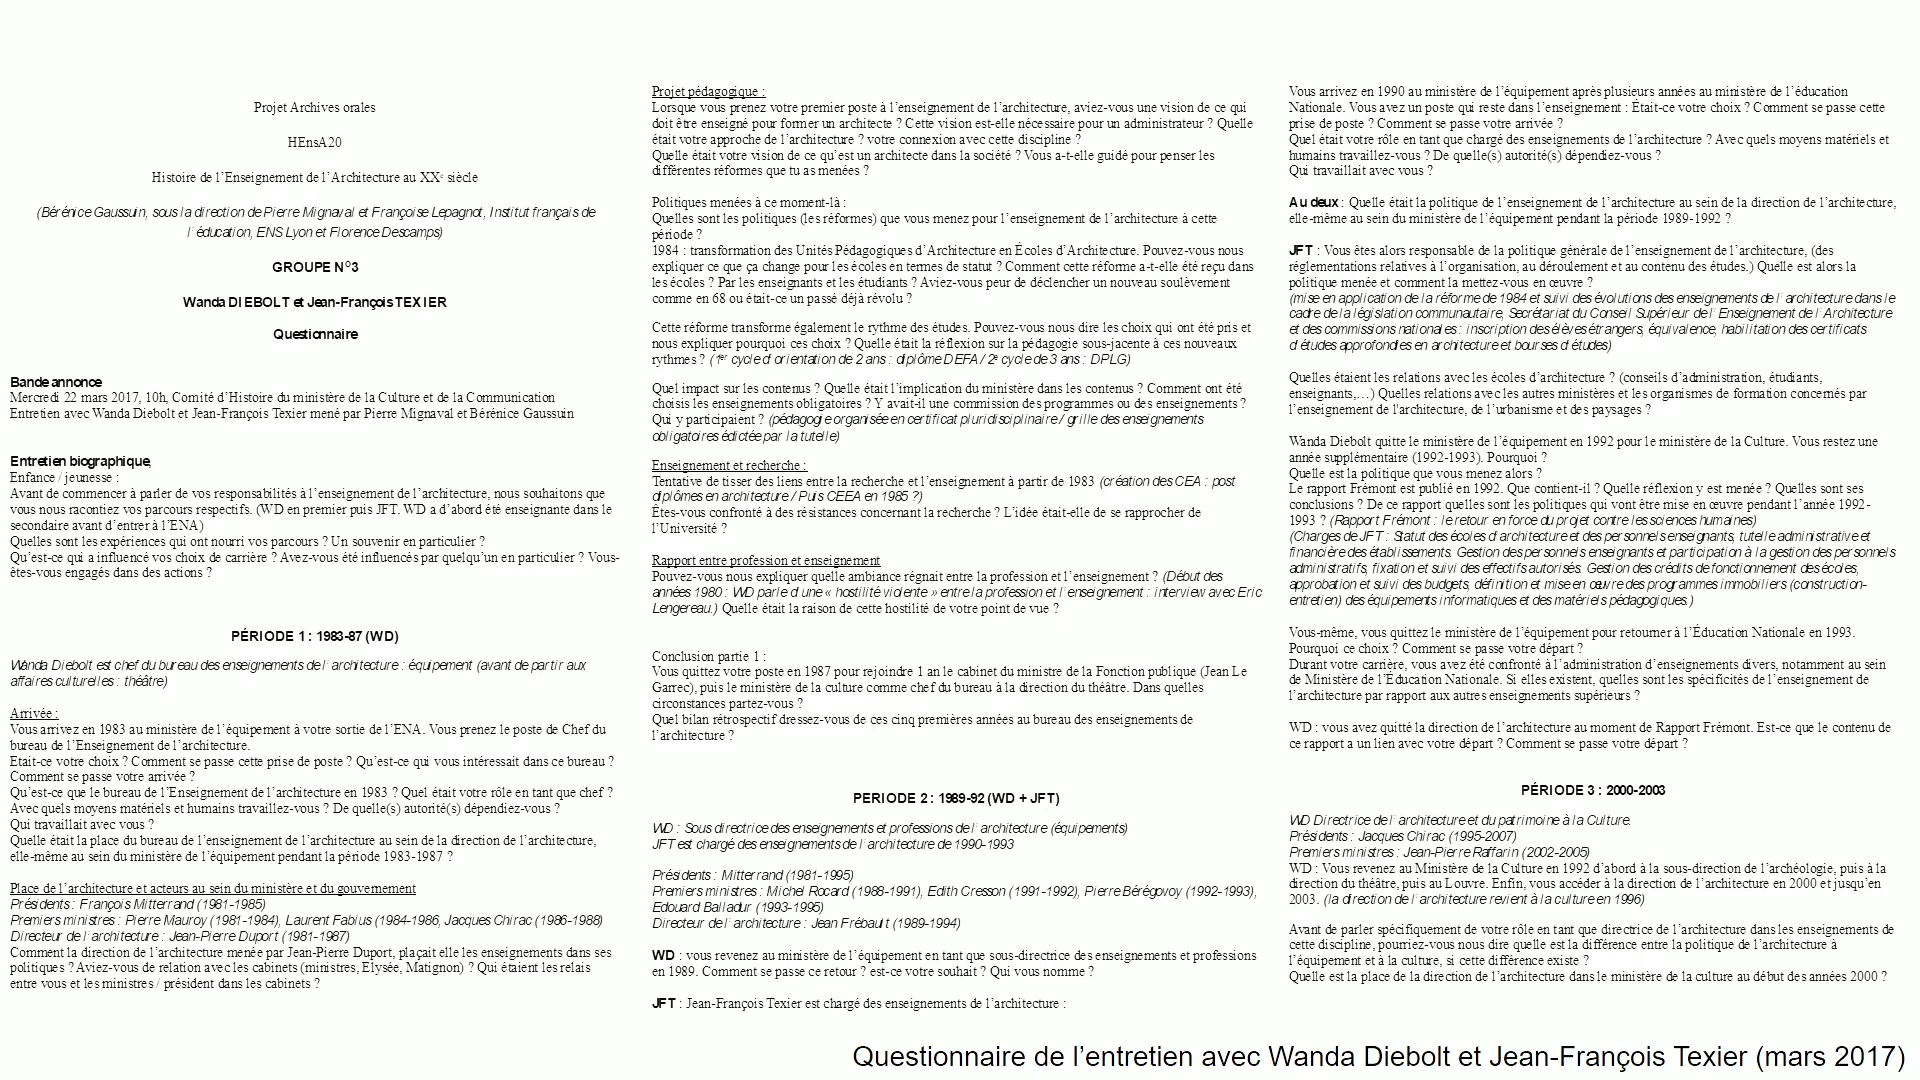 Projet Archives orales
HEnsA20
Histoire de l'Enseignement de l'Architecture au XXe siècle
(Bérénice Gaussuin, sous la direction de Pierre Mignaval et Françoise Lepagnot, Institut français de
l'éducation, ENS Lyon et Florence Descamps)
GROUPE N°3
Wanda DIEBOLT et Jean-François TEXIER
Questionnaire
Bande annonce
Mercredi 22 mars 2017, 10h, Comité d'Histoire du ministère de la Culture et de la Communication
Entretien avec Wanda Diebolt et Jean-François Texier mené par Pierre Mignaval et Bérénice Gaussuin
Entretien biographique,
Enfance / jeunesse :
Avant de commencer à parler de vos responsabilités à l'enseignement de l'architecture, nous souhaitons que
vous nous racontiez vos parcours respectifs. (WD en premier puis JFT. WD a d'abord été enseignante dans le
secondaire avant d'entrer à l'ENA)
Quelles sont les expériences qui ont nourri vos parcours ? Un souvenir en particulier ?
Qu'est-ce qui a influencé vos choix de carrière ? Avez-vous été influencés par quelqu'un en particulier ? Vous-
êtes-vous engagés dans des actions ?
PÉRIODE 1 : 1983-87 (WD)
Wanda Diebolt est chef du bureau des enseignements de l'architecture : équipement (avant de partir aux
affaires culturelles : théâtre)
Arrivée :
Vous arrivez en 1983 au ministère de l'équipement à votre sortie de l'ENA. Vous prenez le poste de Chef du
bureau de l'Enseignement de l'architecture.
Etait-ce votre choix ? Comment se passe cette prise de poste ? Qu'est-ce qui vous intéressait dans ce bureau ?
Comment se passe votre arrivée ?
Qu'est-ce que le bureau de l'Enseignement de l'architecture en 1983 ? Quel était votre rôle en tant que chef ?
Avec quels moyens matériels et humains travaillez-vous ? De quelle(s) autorité(s) dépendiez-vous ?
Qui travaillait avec vous ?
Quelle était la place du bureau de l'enseignement de l'architecture au sein de la direction de l'architecture,
elle-même au sein du ministère de l'équipement pendant la période 1983-1987 ?
Place de l'architecture et acteurs au sein du ministère et du gouvernement
Présidents : François Mitterrand (1981-1985)
Premiers ministres : Pierre Mauroy (1981-1984), Laurent Fabius (1984-1986, Jacques Chirac (1986-1988)
Directeur de l'architecture : Jean-Pierre Duport (1981-1987)
Comment la direction de l'architecture menée par Jean-Pierre Duport, plaçait elle les enseignements dans ses
politiques ? Aviez-vous de relation avec les cabinets (ministres, Elysée, Matignon) ? Qui étaient les relais
entre vous et les ministres / président dans les cabinets ?
Projet pédagogique :
Lorsque vous prenez votre premier poste à l'enseignement de l'architecture, aviez-vous une vision de ce qui
doit être enseigné pour former un architecte ? Cette vision est-elle nécessaire pour un administrateur ? Quelle
était votre approche de l'architecture ? votre connexion avec cette discipline ?
Quelle était votre vision de ce qu'est un architecte dans la société ? Vous a-t-elle guidé pour penser les
différentes réformes que tu as menées ?
Politiques menées à ce moment-là :
Quelles sont les politiques (les réformes) que vous menez pour l'enseignement de l'architecture à cette
période ?
1984 : transformation des Unités Pédagogiques d'Architecture en Écoles d'Architecture. Pouvez-vous nous
expliquer ce que ça change pour les écoles en termes de statut ? Comment cette réforme a-t-elle été reçu dans
les écoles ? Par les enseignants et les étudiants ? Aviez-vous peur de déclencher un nouveau soulèvement
comme en 68 ou était-ce un passé déjà révolu ?
Cette réforme transforme également le rythme des études. Pouvez-vous nous dire les choix qui ont été pris et
nous expliquer pourquoi ces choix ? Quelle était la réflexion sur la pédagogie sous-jacente à ces nouveaux
rythmes ? (1er cycle d'orientation de 2 ans : diplôme DEFA / 2e cycle de 3 ans : DPLG)
Quel impact sur les contenus ? Quelle était l'implication du ministère dans les contenus ? Comment ont été
choisis les enseignements obligatoires ? Y avait-il une commission des programmes ou des enseignements ?
Qui y participaient ? (pédagogie organisée en certificat pluridisciplinaire / grille des enseignements
obligatoires édictée par la tutelle)
Enseignement et recherche :
Tentative de tisser des liens entre la recherche et l'enseignement à partir de 1983 (création des CEA : post
diplômes en architecture / Puis CEEA en 1985 ?)
Êtes-vous confronté à des résistances concernant la recherche ? L'idée était-elle de se rapprocher de
l'Université ?
Rapport entre profession et enseignement
Pouvez-vous nous expliquer quelle ambiance régnait entre la profession et l'enseignement ? (Début des
années 1980 : WD parle d'une « hostilité violente » entre la profession et l'enseignement : interview avec Eric
Lengereau.) Quelle était la raison de cette hostilité de votre point de vue ?
Conclusion partie 1 :
Vous quittez votre poste en 1987 pour rejoindre 1 an le cabinet du ministre de la Fonction publique (Jean Le
Garrec), puis le ministère de la culture comme chef du bureau à la direction du théâtre. Dans quelles
circonstances partez-vous ?
Quel bilan rétrospectif dressez-vous de ces cinq premières années au bureau des enseignements de
l'architecture ?
PERIODE 2 : 1989-92 (WD + JFT)
WD : Sous directrice des enseignements et professions de l'architecture (équipements)
JFT est chargé des enseignements de l'architecture de 1990-1993
Présidents : Mitterrand (1981-1995)
Premiers ministres : Michel Rocard (1988-1991), Edith Cresson (1991-1992), Pierre Bérégovoy (1992-1993),
Edouard Balladur (1993-1995)
Directeur de l'architecture : Jean Frébault (1989-1994)
WD : vous revenez au ministère de l'équipement en tant que sous-directrice des enseignements et professions
en 1989. Comment se passe ce retour ? est-ce votre souhait ? Qui vous nomme ?
JFT : Jean-François Texier est chargé des enseignements de l'architecture :
Vous arrivez en 1990 au ministère de l'équipement après plusieurs années au ministère de l'éducation
Nationale. Vous avez un poste qui reste dans l'enseignement : Était-ce votre choix ? Comment se passe cette
prise de poste ? Comment se passe votre arrivée ?
Quel était votre rôle en tant que chargé des enseignements de l'architecture ? Avec quels moyens matériels et
humains travaillez-vous ? De quelle(s) autorité(s) dépendiez-vous ?
Qui travaillait avec vous ?
Au deux : Quelle était la politique de l'enseignement de l'architecture au sein de la direction de l'architecture,
elle-même au sein du ministère de l'équipement pendant la période 1989-1992 ?
JFT : Vous êtes alors responsable de la politique générale de l'enseignement de l'architecture, (des
réglementations relatives à l'organisation, au déroulement et au contenu des études.) Quelle est alors la
politique menée et comment la mettez-vous en œuvre ?
(mise en application de la réforme de 1984 et suivi des évolutions des enseignements de l'architecture dans le
cadre de la législation communautaire, Secrétariat du Conseil Supérieur de l'Enseignement de l'Architecture
et des commissions nationales : inscription des élèves étrangers, équivalence, habilitation des certificats
d'études approfondies en architecture et bourses d'études)
Quelles étaient les relations avec les écoles d'architecture ? (conseils d'administration, étudiants,
enseignants,…) Quelles relations avec les autres ministères et les organismes de formation concernés par
l'enseignement de l'architecture, de l'urbanisme et des paysages ?
Wanda Diebolt quitte le ministère de l'équipement en 1992 pour le ministère de la Culture. Vous restez une
année supplémentaire (1992-1993). Pourquoi ?
Quelle est la politique que vous menez alors ?
Le rapport Frémont est publié en 1992. Que contient-il ? Quelle réflexion y est menée ? Quelles sont ses
conclusions ? De ce rapport quelles sont les politiques qui vont être mise en œuvre pendant l'année 1992-
1993 ? (Rapport Frémont : le retour en force du projet contre les sciences humaines)
(Charges de JFT : Statut des écoles d'architecture et des personnels enseignants, tutelle administrative et
financière des établissements. Gestion des personnels enseignants et participation à la gestion des personnels
administratifs, fixation et suivi des effectifs autorisés. Gestion des crédits de fonctionnement des écoles,
approbation et suivi des budgets, définition et mise en œuvre des programmes immobiliers (construction-
entretien) des équipements informatiques et des matériels pédagogiques.)
Vous-même, vous quittez le ministère de l'équipement pour retourner à l'Éducation Nationale en 1993.
Pourquoi ce choix ? Comment se passe votre départ ?
Durant votre carrière, vous avez été confronté à l'administration d'enseignements divers, notamment au sein
de Ministère de l'Éducation Nationale. Si elles existent, quelles sont les spécificités de l'enseignement de
l'architecture par rapport aux autres enseignements supérieurs ?
WD : vous avez quitté la direction de l'architecture au moment de Rapport Frémont. Est-ce que le contenu de
ce rapport a un lien avec votre départ ? Comment se passe votre départ ?
PÉRIODE 3 : 2000-2003
WD Directrice de l'architecture et du patrimoine à la Culture.
Présidents : Jacques Chirac (1995-2007)
Premiers ministres : Jean-Pierre Raffarin (2002-2005)
WD : Vous revenez au Ministère de la Culture en 1992 d'abord à la sous-direction de l'archéologie, puis à la
direction du théâtre, puis au Louvre. Enfin, vous accéder à la direction de l'architecture en 2000 et jusqu'en
2003. (la direction de l'architecture revient à la culture en 1996)
Avant de parler spécifiquement de votre rôle en tant que directrice de l'architecture dans les enseignements de
cette discipline, pourriez-vous nous dire quelle est la différence entre la politique de l'architecture à
l'équipement et à la culture, si cette différence existe ?
Quelle est la place de la direction de l'architecture dans le ministère de la culture au début des années 2000 ?
Questionnaire de l'entretien avec Wanda Diebolt et Jean-François Texier (mars 2017)